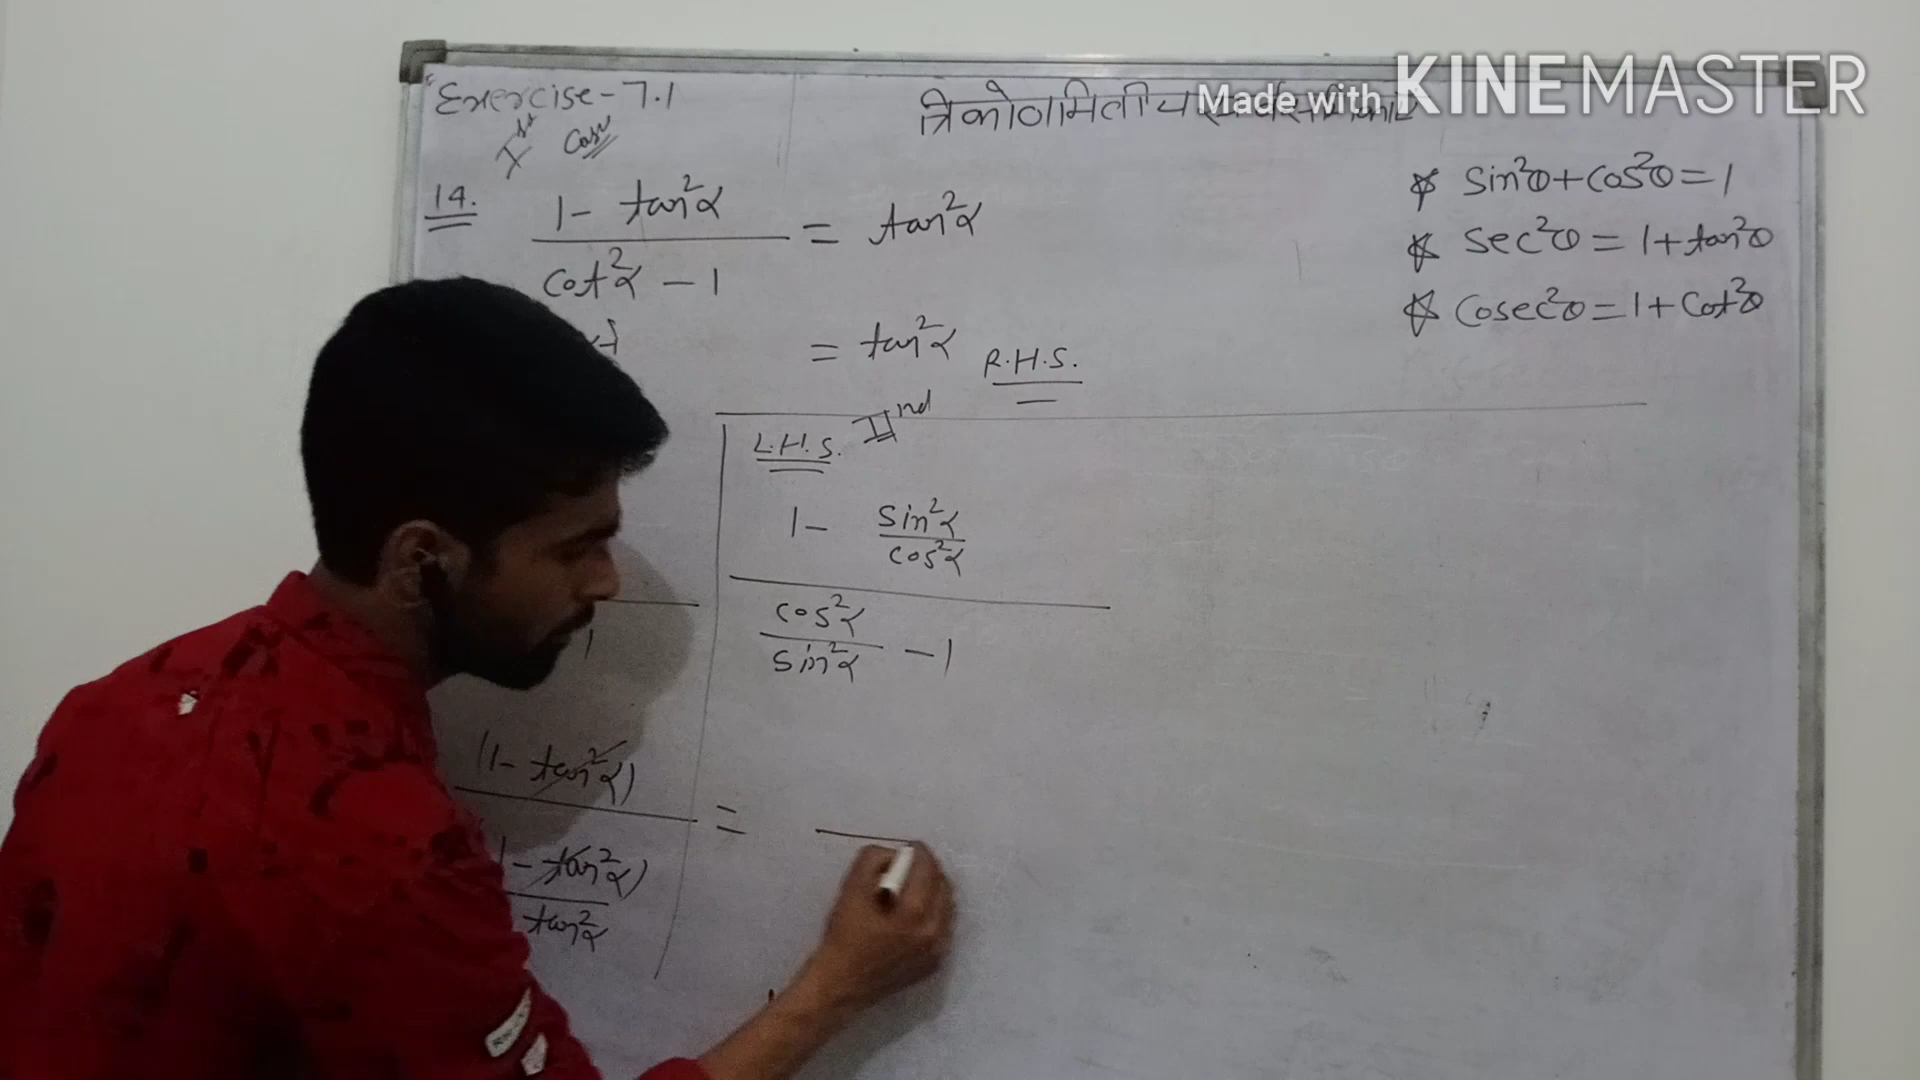 Exercise-7.1
Made with KINEMASTER
त्रिकोणमितीय
Ist Case
* Sin²θ+Cos²θ=1
* Sec²θ=1+tan²θ
* Cosec²θ=1+Cot²θ
14. 1-tan²α / cot²α-1 = tan²α
= tan²α R.H.S.
L.H.S. IInd
1- sin²α/cos²α
cos²α/sin²α -1
(1-tan²α)
=
1-tan²α)
tan²α